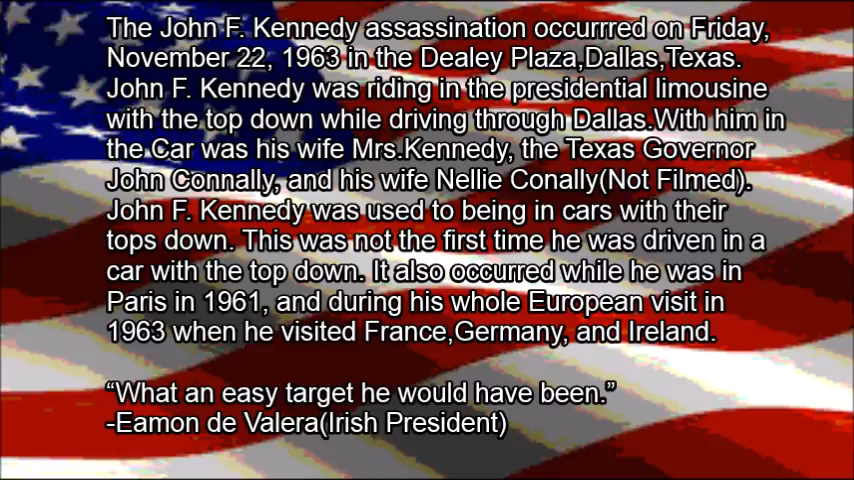 The John F. Kennedy assassination occurrred on Friday,
November 22, 1963 in the Dealey Plaza,Dallas,Texas.
John F. Kennedy was riding in the presidential limousine
with the top down while driving through Dallas.With him in
the Car was his wife Mrs.Kennedy, the Texas Governor
John Connally, and his wife Nellie Conally(Not Filmed).
John F. Kennedy was used to being in cars with their
tops down. This was not the first time he was driven in a
car with the top down. It also occurred while he was in
Paris in 1961, and during his whole European visit in
1963 when he visited France,Germany, and Ireland.
“What an easy target he would have been.”
-Eamon de Valera(Irish President)